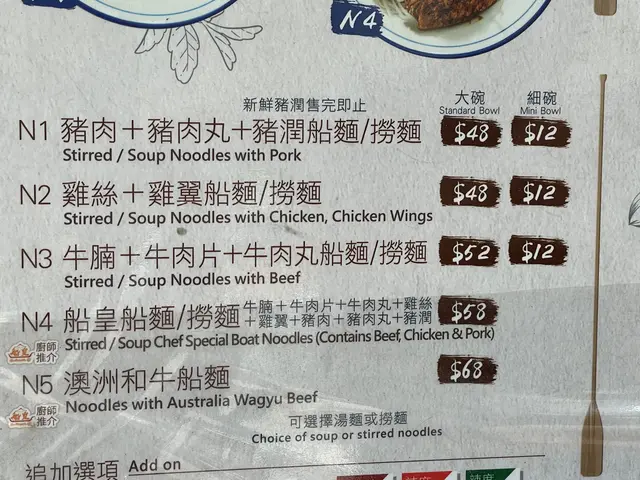 N4
新鮮豬潤售完即止
大碗 細碗
Standard Bowl Mini Bowl
N1 豬肉＋豬肉丸＋豬潤船麵/撈麵 $48 $12
Stirred / Soup Noodles with Pork
N2 雞絲＋雞翼船麵/撈麵 $48 $12
Stirred / Soup Noodles with Chicken, Chicken Wings
N3 牛腩＋牛肉片＋牛肉丸船麵/撈麵 $52 $12
Stirred / Soup Noodles with Beef
N4 船皇船麵/撈麵 牛腩＋牛肉片＋牛肉丸＋雞絲 $58
＋雞翼＋豬肉＋豬肉丸＋豬潤
廚師推介 Stirred / Soup Chef Special Boat Noodles (Contains Beef, Chicken & Pork)
N5 澳洲和牛船麵 $68
廚師推介 Noodles with Australia Wagyu Beef
可選擇湯麵或撈麵
Choice of soup or stirred noodles
追加選項 Add on